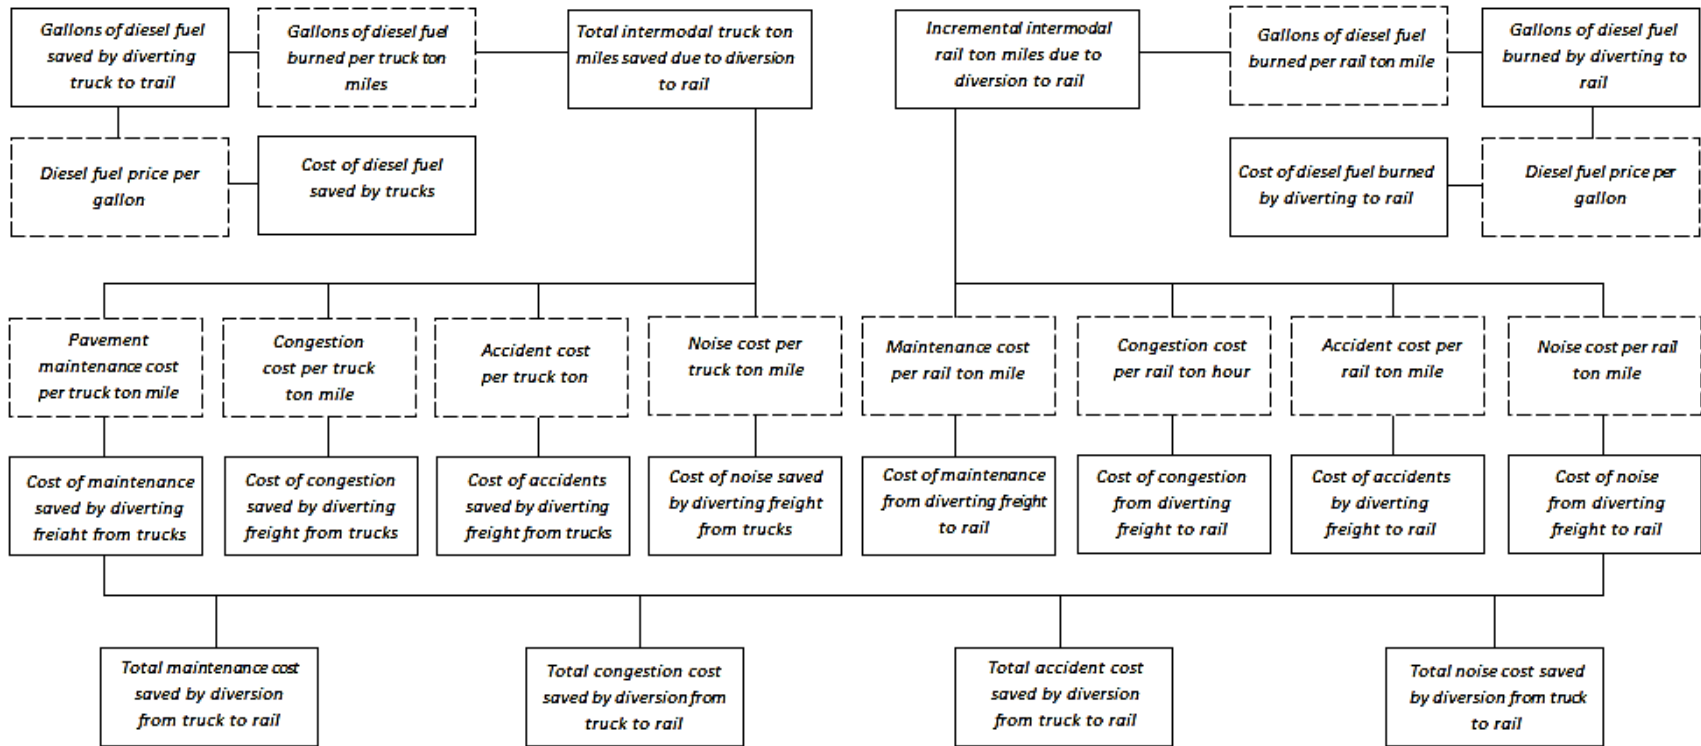 Gallons of diesel fuel
saved by diverting
truck to trail
Gallons of diesel fuel
burned per truck ton
miles
Total intermodal truck ton
miles saved due to diversion
to rail
Incremental intermodal
rail ton miles due to
diversion to rail
Gallons of diesel fuel
burned per rail ton mile
Gallons of diesel fuel
burned by diverting to
rail
Diesel fuel price per
gallon
Cost of diesel fuel
saved by trucks
Cost of diesel fuel burned
by diverting to rail
Diesel fuel price per
gallon
Pavement
maintenance cost
per truck ton mile
Congestion
cost per truck
ton mile
Accident cost
per truck ton
Noise cost per
truck ton mile
Maintenance cost
per rail ton mile
Congestion cost
per rail ton hour
Accident cost per
rail ton mile
Noise cost per rail
ton mile
Cost of maintenance
saved by diverting
freight from trucks
Cost of congestion
saved by diverting
freight from trucks
Cost of accidents
saved by diverting
freight from trucks
Cost of noise saved
by diverting freight
from trucks
Cost of maintenance
from diverting freight
to rail
Cost of congestion
from diverting
freight to rail
Cost of accidents
by diverting
freight to rail
Cost of noise
from diverting
freight to rail
Total maintenance cost
saved by diversion
from truck to rail
Total congestion cost
saved by diversion from
truck to rail
Total accident cost
saved by diversion
from truck to rail
Total noise cost saved
by diversion from truck
to rail